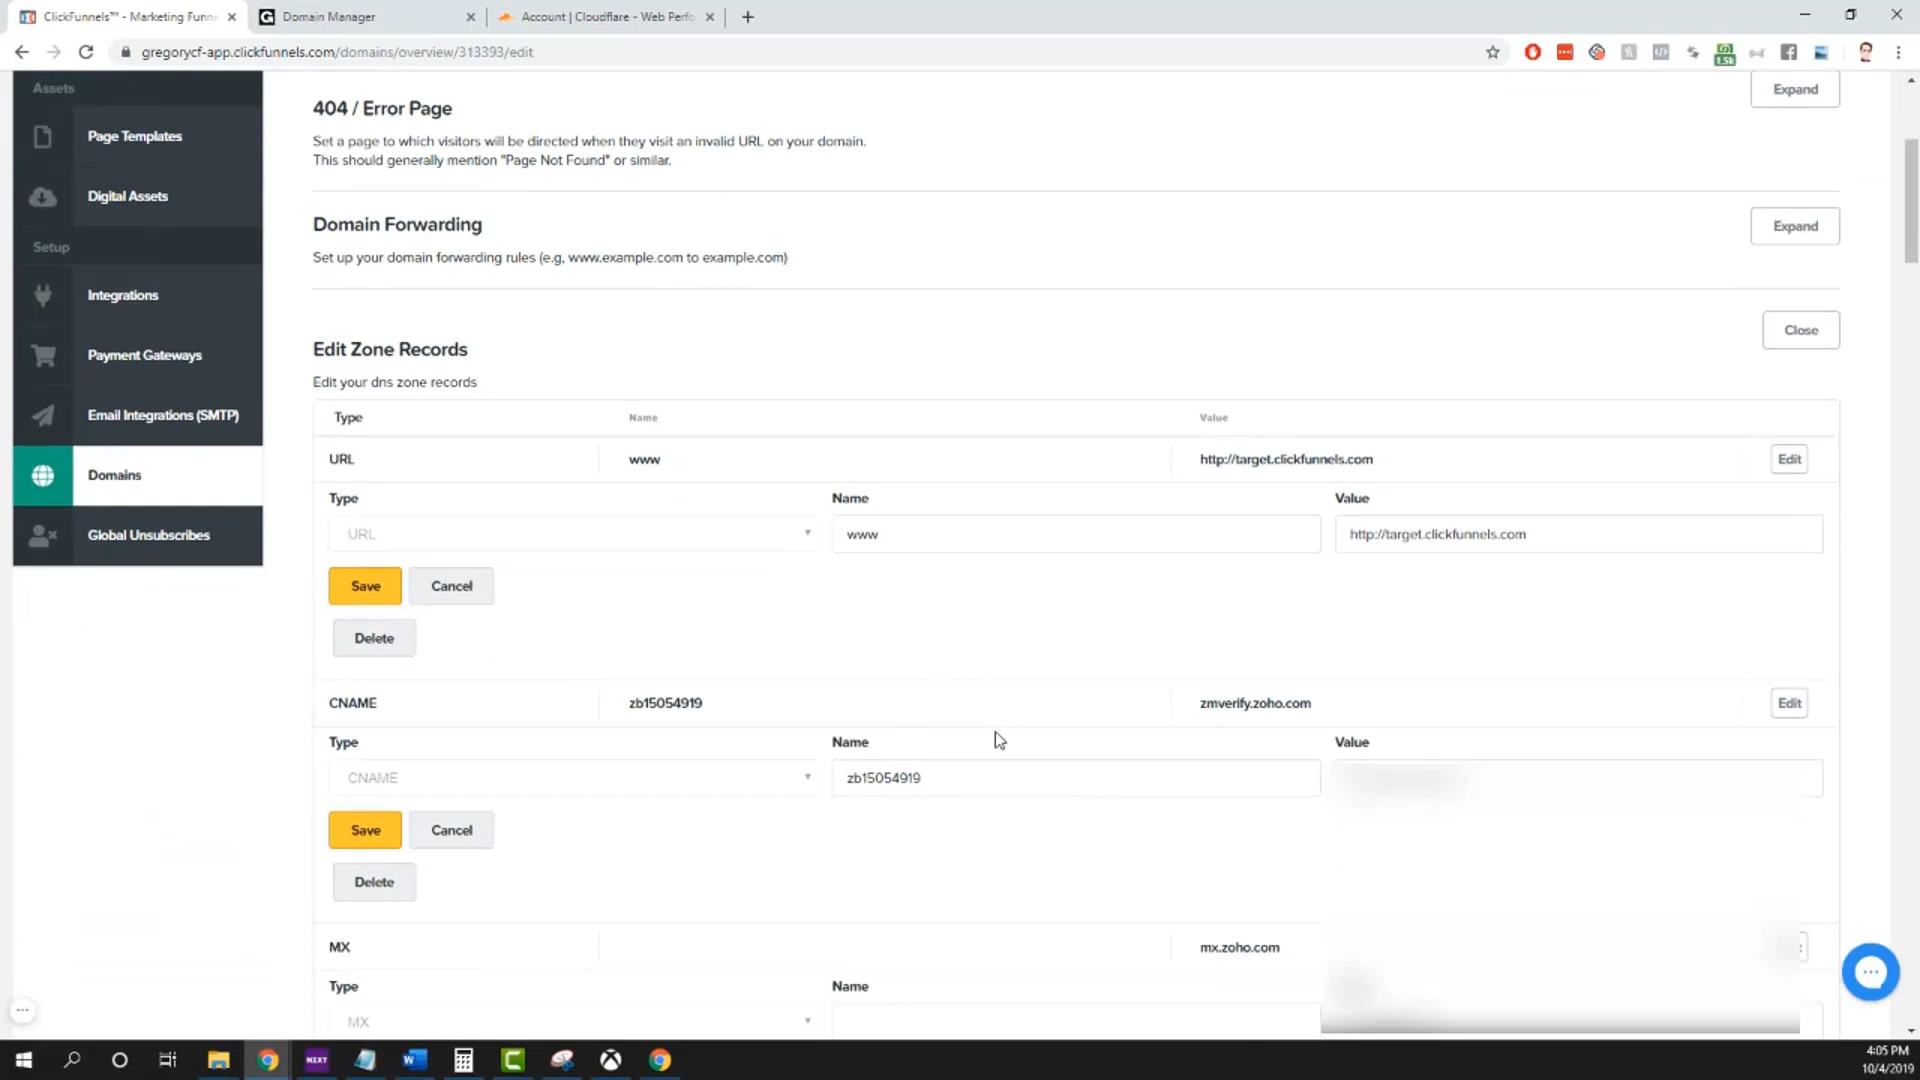 ClickFunnels™ - Marketing Funne
Domain Manager
Account | Cloudflare - Web Perfo
gregorycf-app.clickfunnels.com/domains/overview/313393/edit
1.5k
Assets
Page Templates
Digital Assets
Setup
Integrations
Payment Gateways
Email Integrations (SMTP)
Domains
Global Unsubscribes
404 / Error Page
Expand
Set a page to which visitors will be directed when they visit an invalid URL on your domain.
This should generally mention "Page Not Found" or similar.
Domain Forwarding
Expand
Set up your domain forwarding rules (e.g, www.example.com to example.com)
Edit Zone Records
Close
Edit your dns zone records
Type Name Value
URL www http://target.clickfunnels.com Edit
Type Name Value
URL www http://target.clickfunnels.com
Save Cancel
Delete
CNAME zb15054919 zmverify.zoho.com Edit
Type Name Value
CNAME zb15054919
Save Cancel
Delete
MX mx.zoho.com
Type Name
MX
NEXT
4:05 PM
10/4/2019